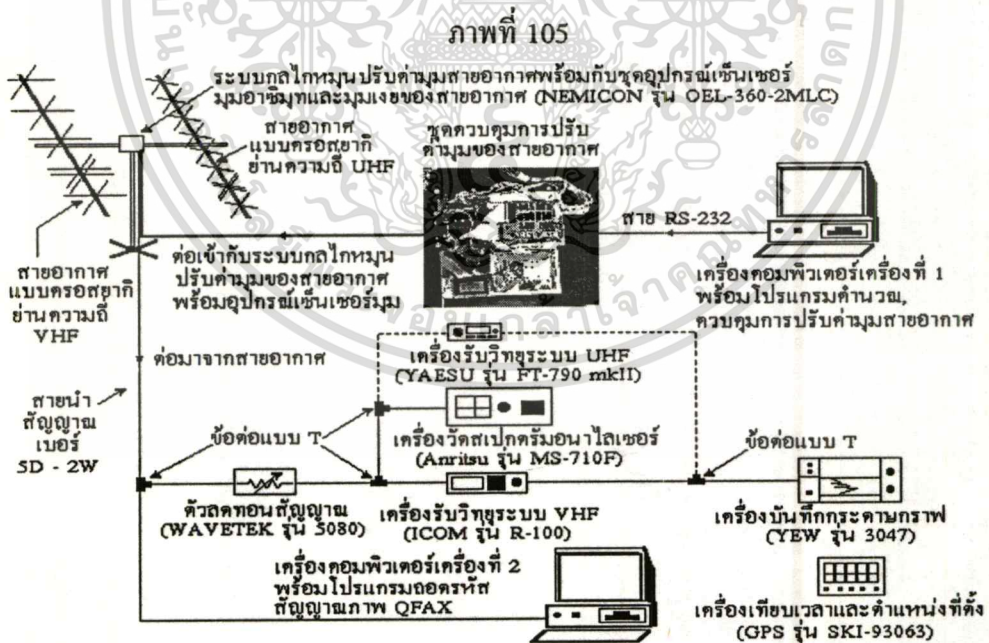 ภาพที่ 105
ระบบกลไกหมุนปรับค่ามุมสายอากาศพร้อมกับชุดอุปกรณ์เซ็นเซอร์
มุมอาซิมุทและมุมเงยของสายอากาศ (NEMICON รุ่น OEL-360-2MLC)
สายอากาศ
แบบครอสยากิ
ย่านความถี่ UHF
ชุดควบคุมการปรับ
ค่ามุมของสายอากาศ
สาย RS-232
สายอากาศ
แบบครอสยากิ
ย่านความถี่
VHF
ต่อเข้ากับระบบกลไกหมุน
ปรับค่ามุมของสายอากาศ
พร้อมอุปกรณ์เซ็นเซอร์มุม
เครื่องคอมพิวเตอร์เครื่องที่ 1
พร้อมโปรแกรมคำนวณ,
ควบคุมการปรับค่ามุมสายอากาศ
ต่อมาจากสายอากาศ
เครื่องรับวิทยุระบบ UHF
(YAESU รุ่น FT-790 mkII)
สายนำ
สัญญาณ
เบอร์
5D - 2W
ข้อต่อแบบ T
เครื่องวัดสเปกตรัมอนาไลเซอร์
(Anritsu รุ่น MS-710F)
ข้อต่อแบบ T
ตัวลดทอนสัญญาณ
(WAVETEK รุ่น 5080)
เครื่องรับวิทยุระบบ VHF
(ICOM รุ่น R-100)
เครื่องบันทึกกระดาษกราฟ
(YEW รุ่น 3047)
เครื่องคอมพิวเตอร์เครื่องที่ 2
พร้อมโปรแกรมถอดรหัส
สัญญาณภาพ QFAX
เครื่องเทียบเวลาและตำแหน่งที่ตั้ง
(GPS รุ่น SKI-93063)